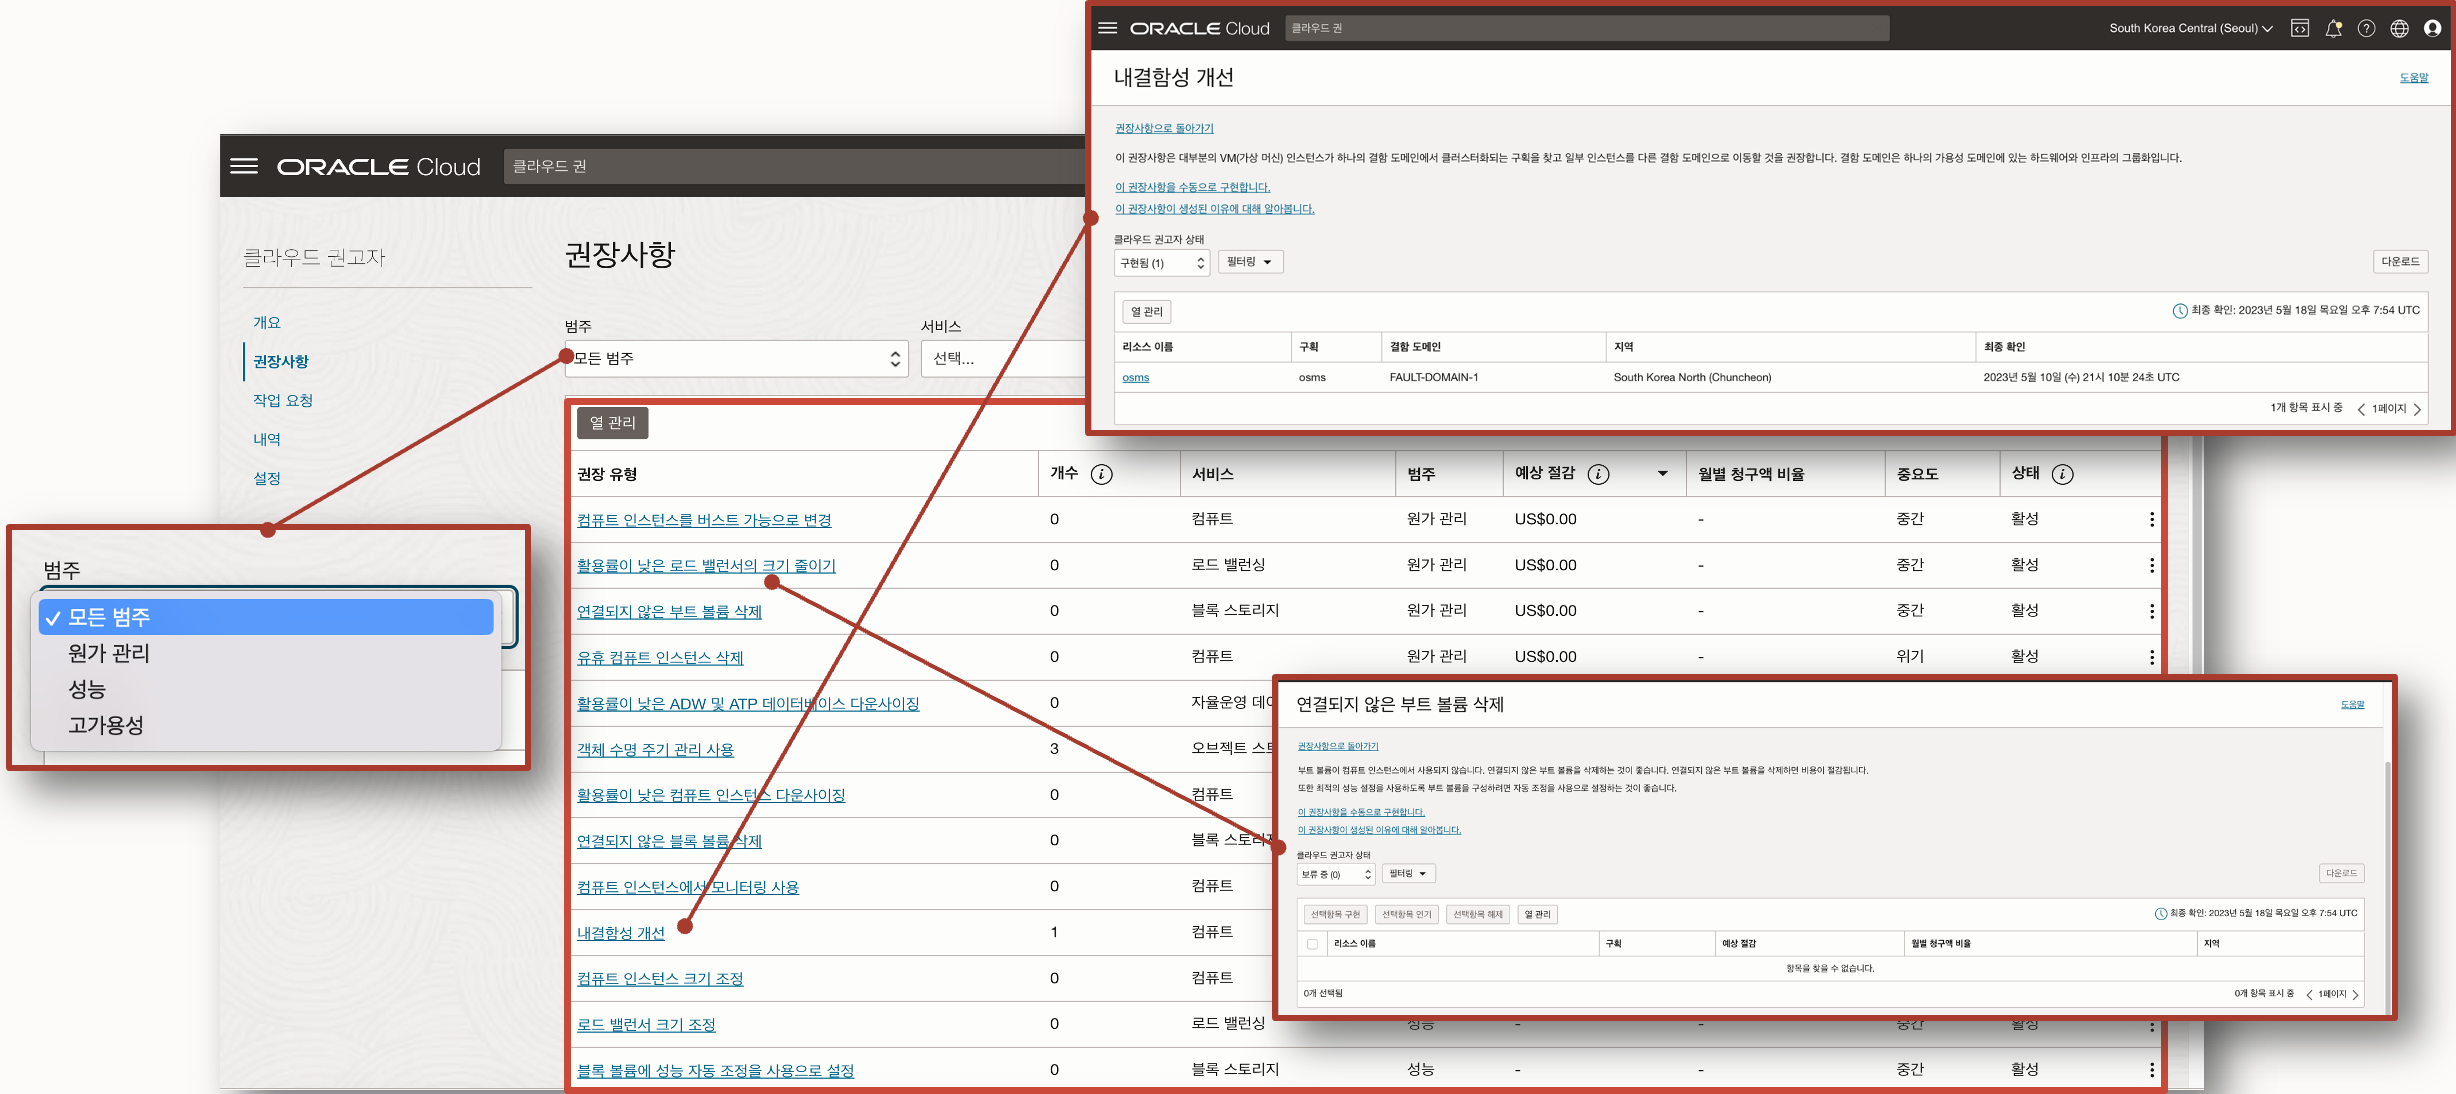 ORACLE Cloud
클라우드 권
South Korea Central (Seoul)
내결함성 개선
도움말
권장사항으로 돌아가기
이 권장사항은 대부분의 VM(가상 머신) 인스턴스가 하나의 결함 도메인에서 클러스터화되는 구획을 찾고 일부 인스턴스를 다른 결함 도메인으로 이동할 것을 권장합니다. 결함 도메인은 하나의 가용성 도메인에 있는 하드웨어와 인프라의 그룹화입니다.
이 권장사항을 수동으로 구현합니다.
이 권장사항이 생성된 이유에 대해 알아봅니다.
클라우드 권고자 상태
구현됨 (1)
필터링
다운로드
열 관리
최종 확인: 2023년 5월 18일 목요일 오후 7:54 UTC
리소스 이름 구획 결함 도메인 지역 최종 확인
osms osms FAULT-DOMAIN-1 South Korea North (Chuncheon) 2023년 5월 10일 (수) 21시 10분 24초 UTC
1개 항목 표시 중 1페이지
ORACLE Cloud
클라우드 권
클라우드 권고자
개요
권장사항
작업 요청
내역
설정
권장사항
범주
모든 범주
서비스
선택...
열 관리
권장 유형 개수 서비스 범주 예상 절감 월별 청구액 비율 중요도 상태
컴퓨트 인스턴스를 버스트 가능으로 변경 0 컴퓨트 원가 관리 US$0.00 - 중간 활성
활용률이 낮은 로드 밸런서의 크기 줄이기 0 로드 밸런싱 원가 관리 US$0.00 - 중간 활성
연결되지 않은 부트 볼륨 삭제 0 블록 스토리지 원가 관리 US$0.00 - 중간 활성
유휴 컴퓨트 인스턴스 삭제 0 컴퓨트 원가 관리 US$0.00 - 위기 활성
활용률이 낮은 ADW 및 ATP 데이터베이스 다운사이징 0 자율운영
객체 수명 주기 관리 사용 3 오브젝트
활용률이 낮은 컴퓨트 인스턴스 다운사이징 0 컴퓨트
연결되지 않은 블록 볼륨 삭제 0 블록
컴퓨트 인스턴스에서 모니터링 사용 0 컴퓨트
내결함성 개선 1 컴퓨트
컴퓨트 인스턴스 크기 조정 0 컴퓨트
로드 밸런서 크기 조정 0 로드 밸런싱 성능 - - 중간 활성
블록 볼륨에 성능 자동 조정을 사용으로 설정 0 블록 스토리지 성능 - - 중간 활성
범주
모든 범주
원가 관리
성능
고가용성
연결되지 않은 부트 볼륨 삭제
도움말
권장사항으로 돌아가기
부트 볼륨이 컴퓨트 인스턴스에서 사용되지 않습니다. 연결되지 않은 부트 볼륨을 삭제하는 것이 좋습니다. 연결되지 않은 부트 볼륨을 삭제하면 비용이 절감됩니다.
또한 최적의 성능 설정을 사용하도록 부트 볼륨을 구성하려면 자동 조정을 사용으로 설정하는 것이 좋습니다.
이 권장사항을 수동으로 구현합니다.
이 권장사항이 생성된 이유에 대해 알아봅니다.
클라우드 권고자 상태
보류 중 (0)
필터링
다운로드
선택항목 구현
선택항목 연기
선택항목 해제
열 관리
최종 확인: 2023년 5월 18일 목요일 오후 7:54 UTC
리소스 이름 구획 예상 절감 월별 청구액 비율 지역
항목을 찾을 수 없습니다.
0개 선택됨
0개 항목 표시 중 1페이지